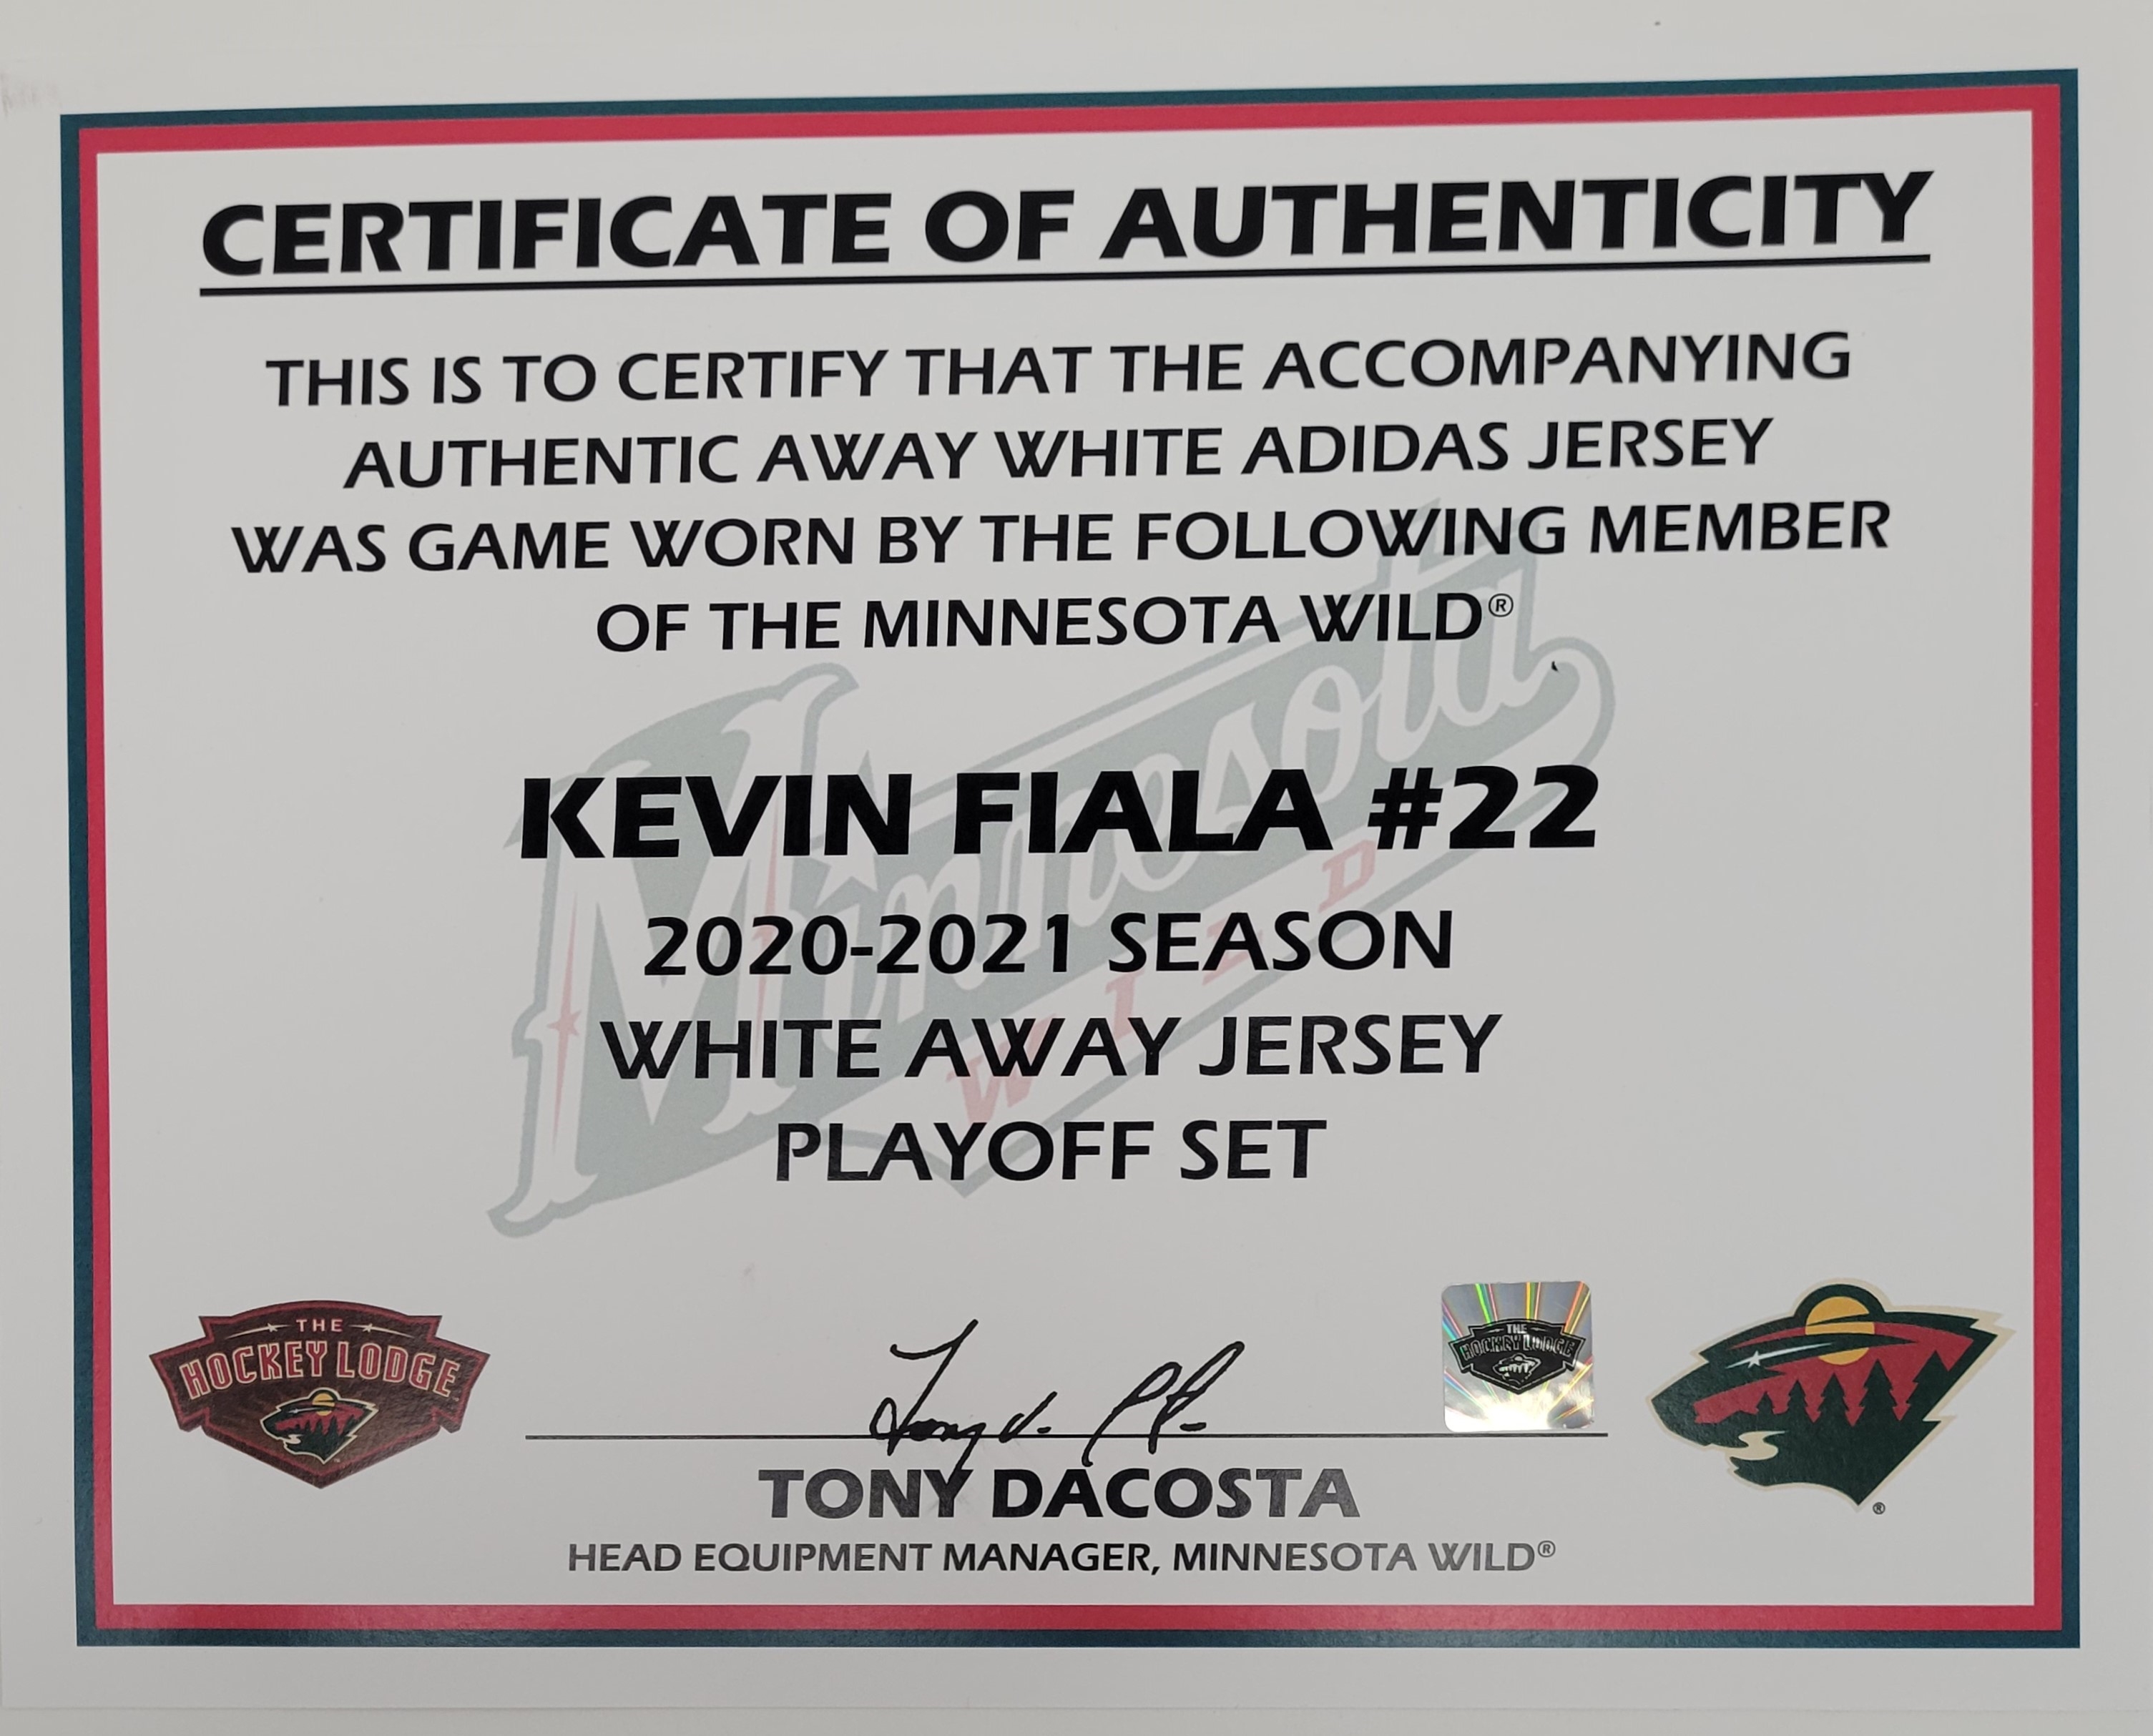 CERTIFICATE OF AUTHENTICITY
THIS IS TO CERTIFY THAT THE ACCOMPANYING
AUTHENTIC AWAY WHITE ADIDAS JERSEY
WAS GAME WORN BY THE FOLLOWING MEMBER
OF THE MINNESOTA WILD®
Minnesota
WILD
KEVIN FIALA #22
2020-2021 SEASON
WHITE AWAY JERSEY
PLAYOFF SET
THE
HOCKEY LODGE
THE
HOCKEY LODGE
TONY DACOSTA
HEAD EQUIPMENT MANAGER, MINNESOTA WILD®
®